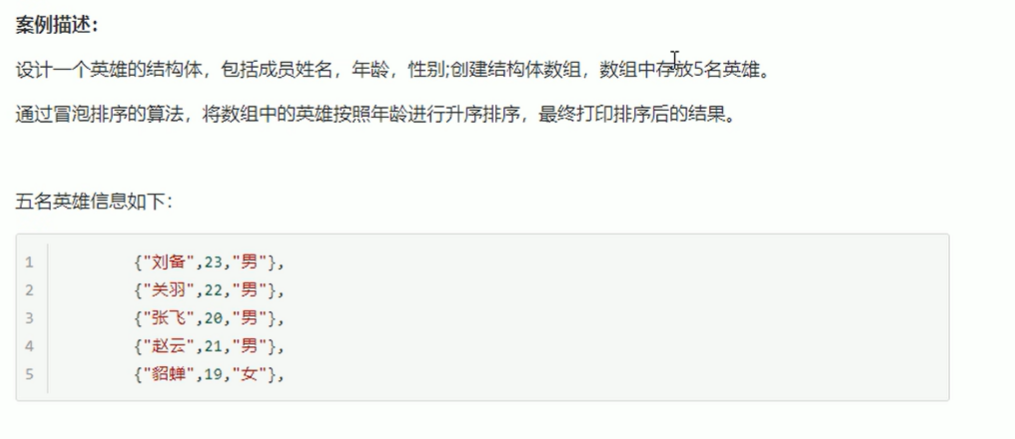 案例描述：
设计一个英雄的结构体，包括成员姓名，年龄，性别;创建结构体数组，数组中存放5名英雄。
通过冒泡排序的算法，将数组中的英雄按照年龄进行升序排序，最终打印排序后的结果。
五名英雄信息如下：
1 {"刘备",23,"男"},
2 {"关羽",22,"男"},
3 {"张飞",20,"男"},
4 {"赵云",21,"男"},
5 {"貂蝉",19,"女"},